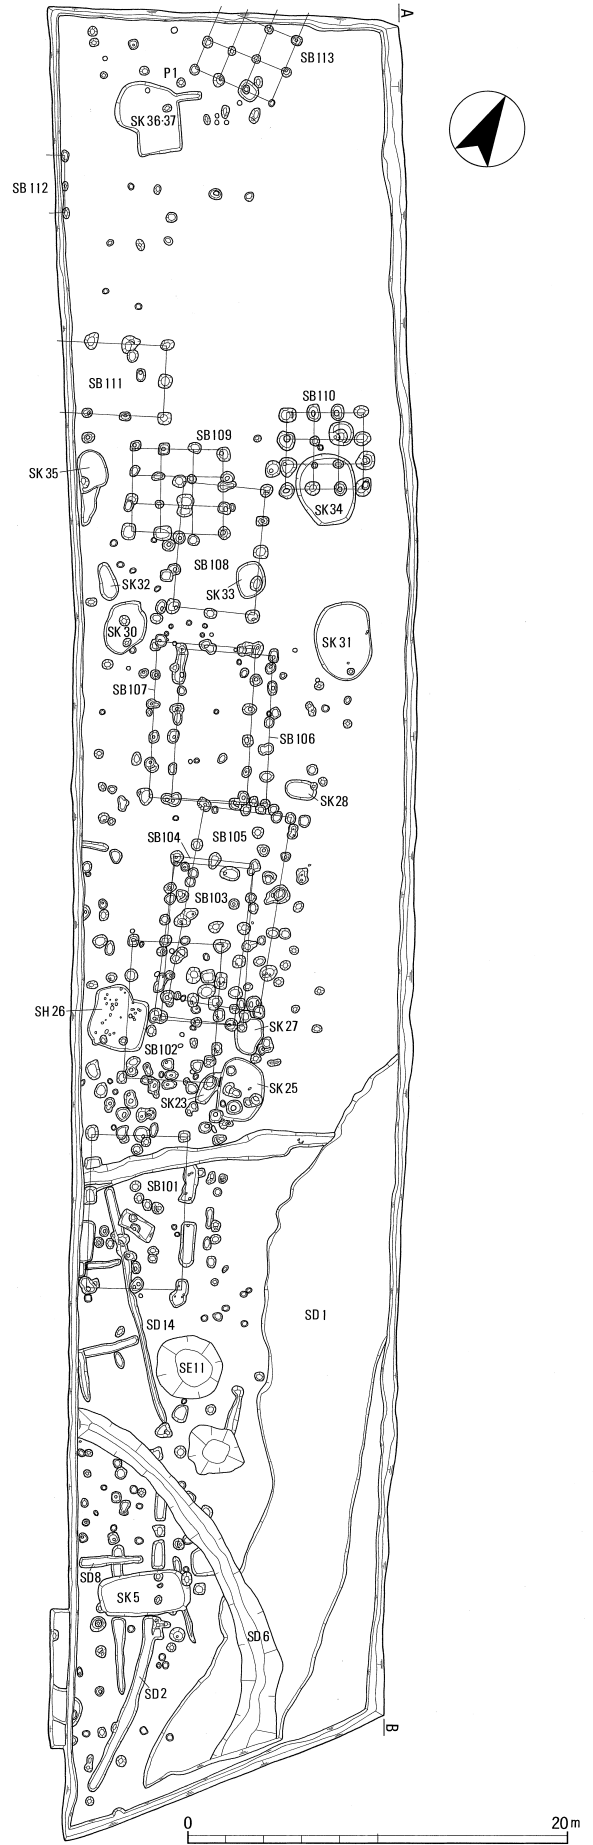 A
SB113
P1
SK36·37
SB112
SB111
SB110
SB109
SK35
SK34
SB108
SK32
SK33
SK30
SK31
SB107
SB106
SK28
SB104
SB105
SB103
SH26
SK27
SB102
SK25
SK23
SB101
SD1
SD14
SE11
SD8
SK5
SD6
SD2
B
0
20m